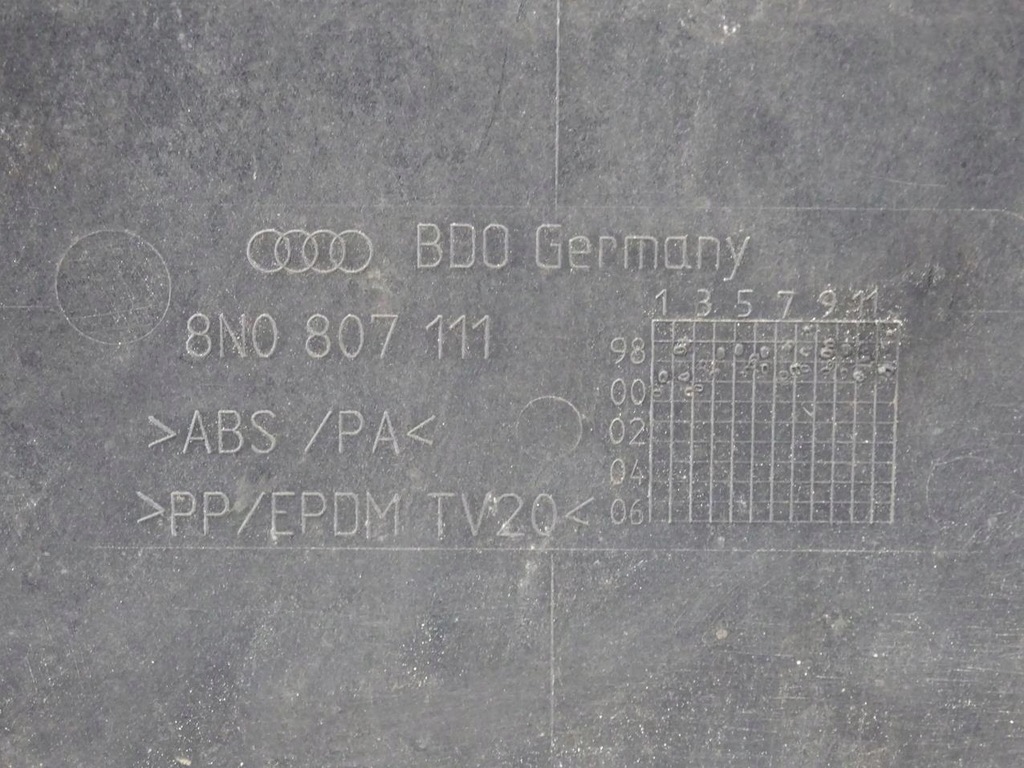 BDO Germany
8N0 807 111
>ABS /PA<
>PP/EPDM TV20<
1 3 5 7 9 11
98
00
02
04
06